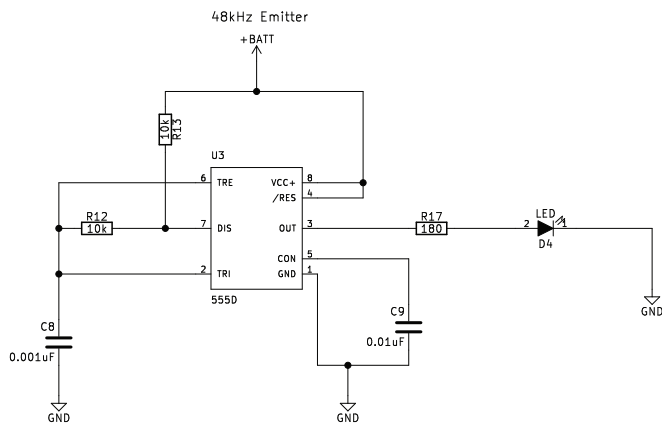 48kHz Emitter
+BATT
10k
R13
U3
6 TRE VCC+ 8
/RES 4
R12
10k
7 DIS OUT 3
R17
180
LED
2 1
D4
CON 5
2 TRI GND 1
555D
C8
0.001uF
C9
0.01uF
GND
GND
GND